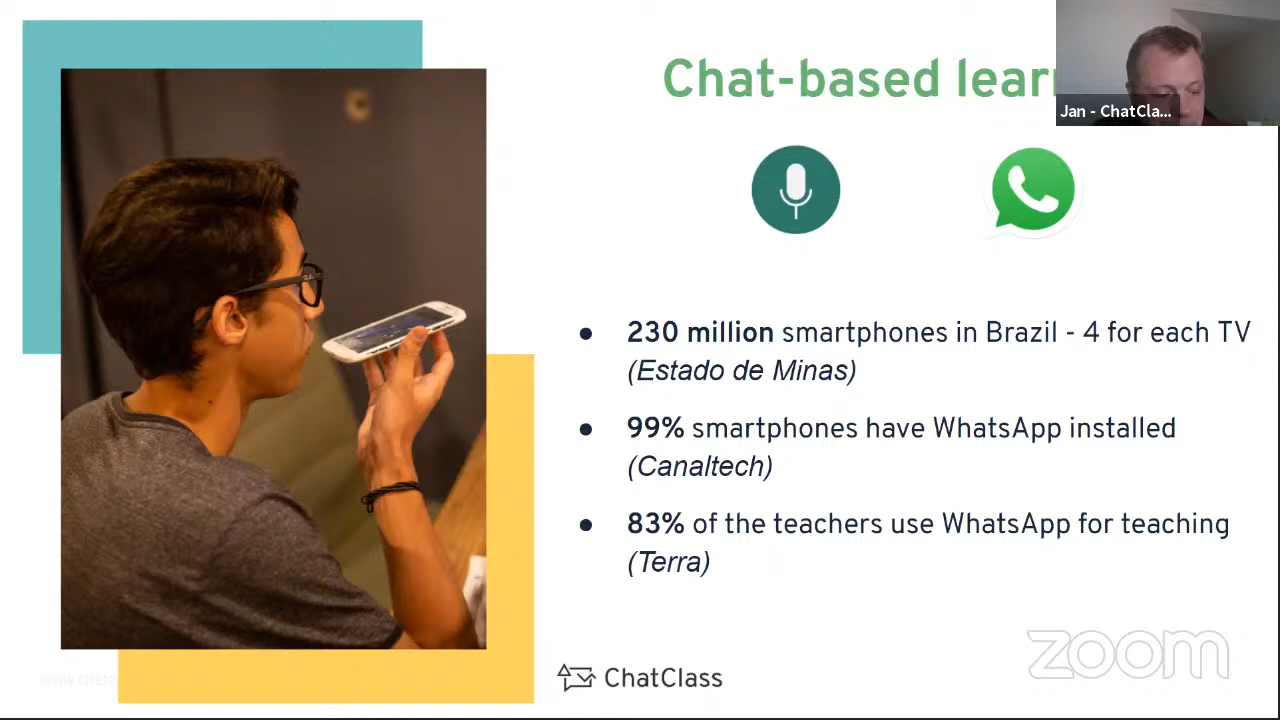 Chat-based lear
Jan - ChatCla...
● 230 million smartphones in Brazil - 4 for each TV
(Estado de Minas)
● 99% smartphones have WhatsApp installed
(Canaltech)
● 83% of the teachers use WhatsApp for teaching
(Terra)
ChatClass
zoom